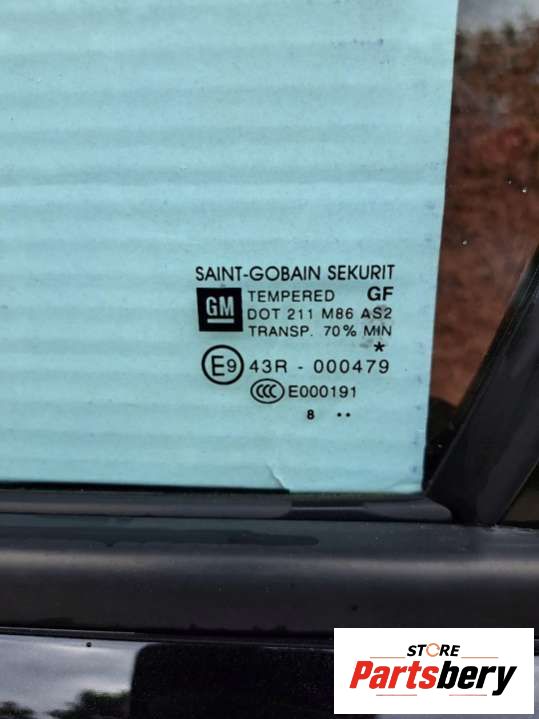 SAINT-GOBAIN SEKURIT
GM TEMPERED GF
DOT 211 M86 AS2
TRANSP. 70% MIN
*
E9 43R - 000479
CCC E000191
8 ..
STORE
Partsbery